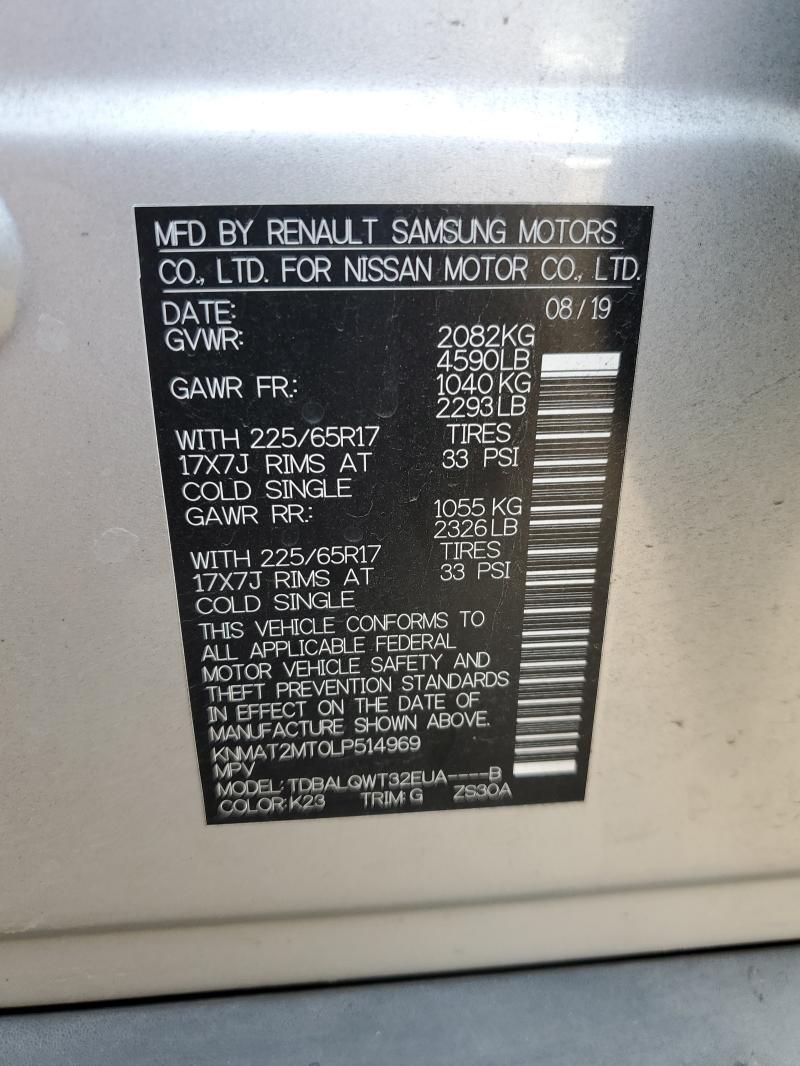 MFD BY RENAULT SAMSUNG MOTORS
CO., LTD. FOR NISSAN MOTOR CO., LTD.
DATE: 08/19
GVWR: 2082KG
4590LB
GAWR FR.: 1040KG
2293LB
WITH 225/65R17 TIRES
17X7J RIMS AT 33 PSI
COLD SINGLE
GAWR RR.: 1055KG
2326LB
WITH 225/65R17 TIRES
17X7J RIMS AT 33 PSI
COLD SINGLE
THIS VEHICLE CONFORMS TO
ALL APPLICABLE FEDERAL
MOTOR VEHICLE SAFETY AND
THEFT PREVENTION STANDARDS
IN EFFECT ON THE DATE OF
MANUFACTURE SHOWN ABOVE.
KNMAT2MT0LP514969
MPV
MODEL: TDBALQWT32EUA----B
COLOR: K23 TRIM: G ZS30A